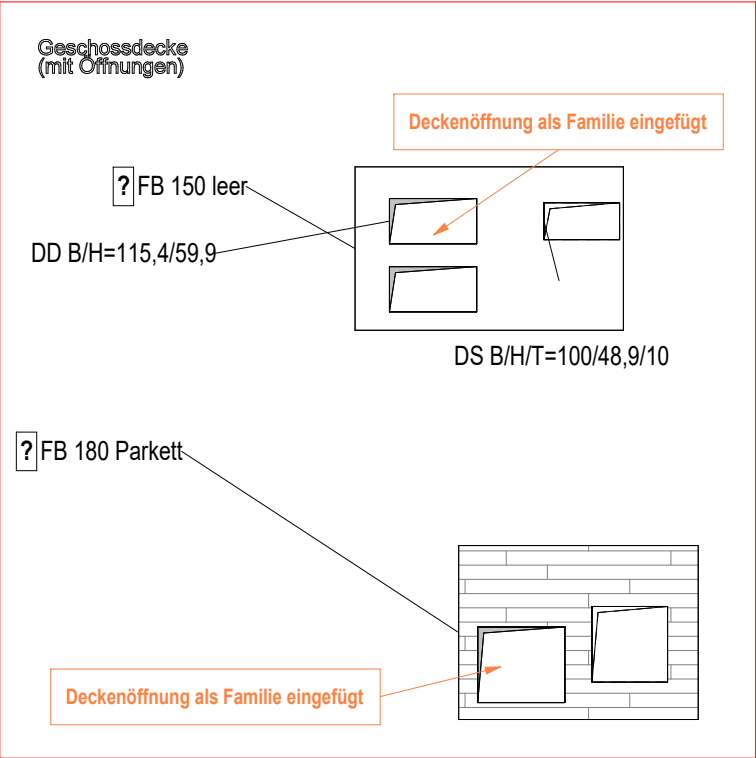 Geschossdecke
(mit Öffnungen)
Deckenöffnung als Familie eingefügt
? FB 150 leer
DD B/H=115,4/59,9
DS B/H/T=100/48,9/10
? FB 180 Parkett
Deckenöffnung als Familie eingefügt